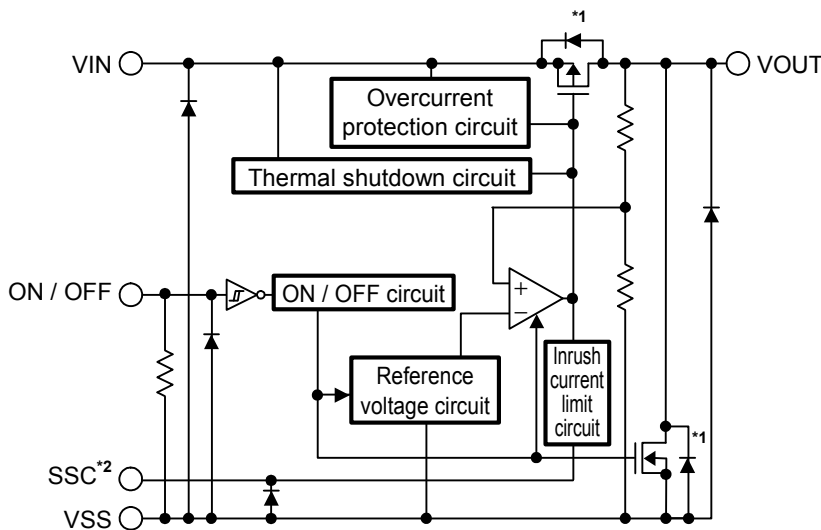 *1
VIN
VOUT
Overcurrent
protection circuit
Thermal shutdown circuit
ON / OFF
ON / OFF circuit
+
−
Reference
voltage circuit
Inrush
current
limit
circuit
*1
SSC*2
VSS